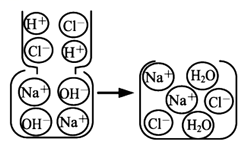 H⁺ Cl⁻
Cl⁻ H⁺
Na⁺ OH⁻
OH⁻ Na⁺
Na⁺ H₂O
Na⁺ Cl⁻
Cl⁻ H₂O